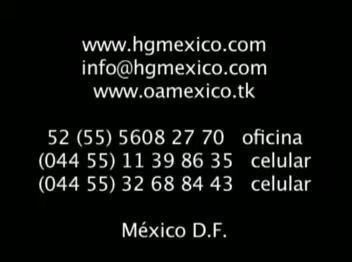 www.hgmexico.com
info@hgmexico.com
www.oamexico.tk
52 (55) 5608 27 70 oficina
(044 55) 11 39 86 35 celular
(044 55) 32 68 84 43 celular
México D.F.